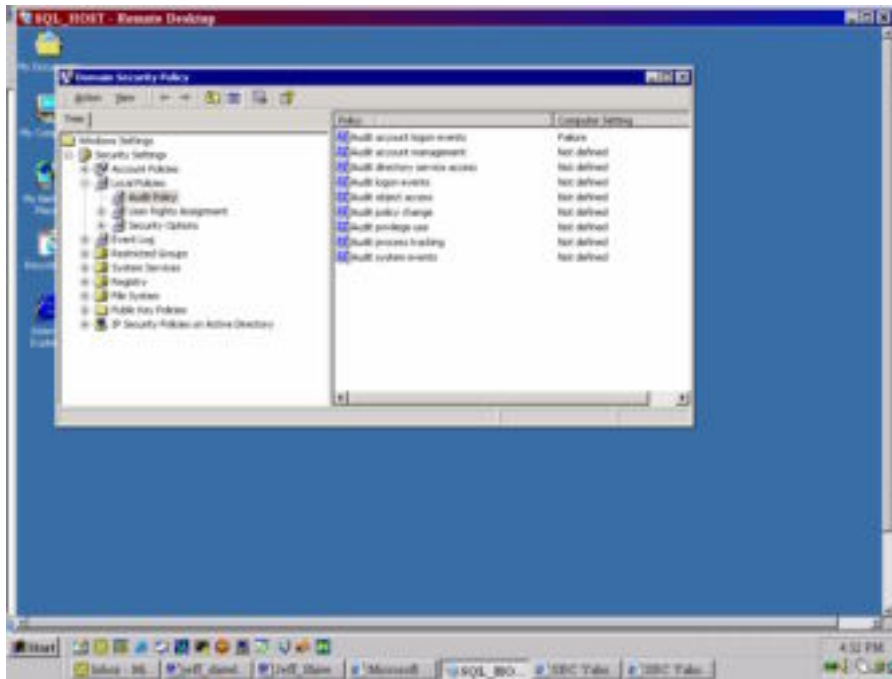 SQL_HOST - Remote Desktop
Domain Security Policy
Action View
Tree
Policy Computer Setting
Windows Settings
Security Settings
Account Policies
Local Policies
Audit Policy
User Rights Assignment
Security Options
Event Log
Restricted Groups
System Services
Registry
File System
Public Key Policies
IP Security Policies on Active Directory
Audit account logon events Failure
Audit account management Not defined
Audit directory service access Not defined
Audit logon events Not defined
Audit object access Not defined
Audit policy change Not defined
Audit privilege use Not defined
Audit process tracking Not defined
Audit system events Not defined
Start
4:52 PM
Inbox - Mi...
Microsoft
SQL_HO...